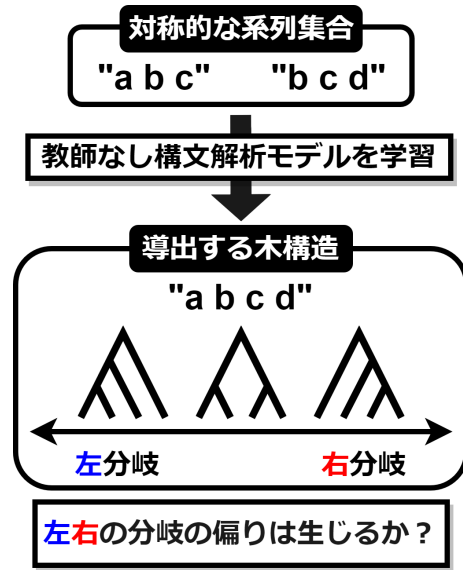 対称的な系列集合
"a b c" "b c d"
教師なし構文解析モデルを学習
導出する木構造
"a b c d"
左分岐 右分岐
左右の分岐の偏りは生じるか？